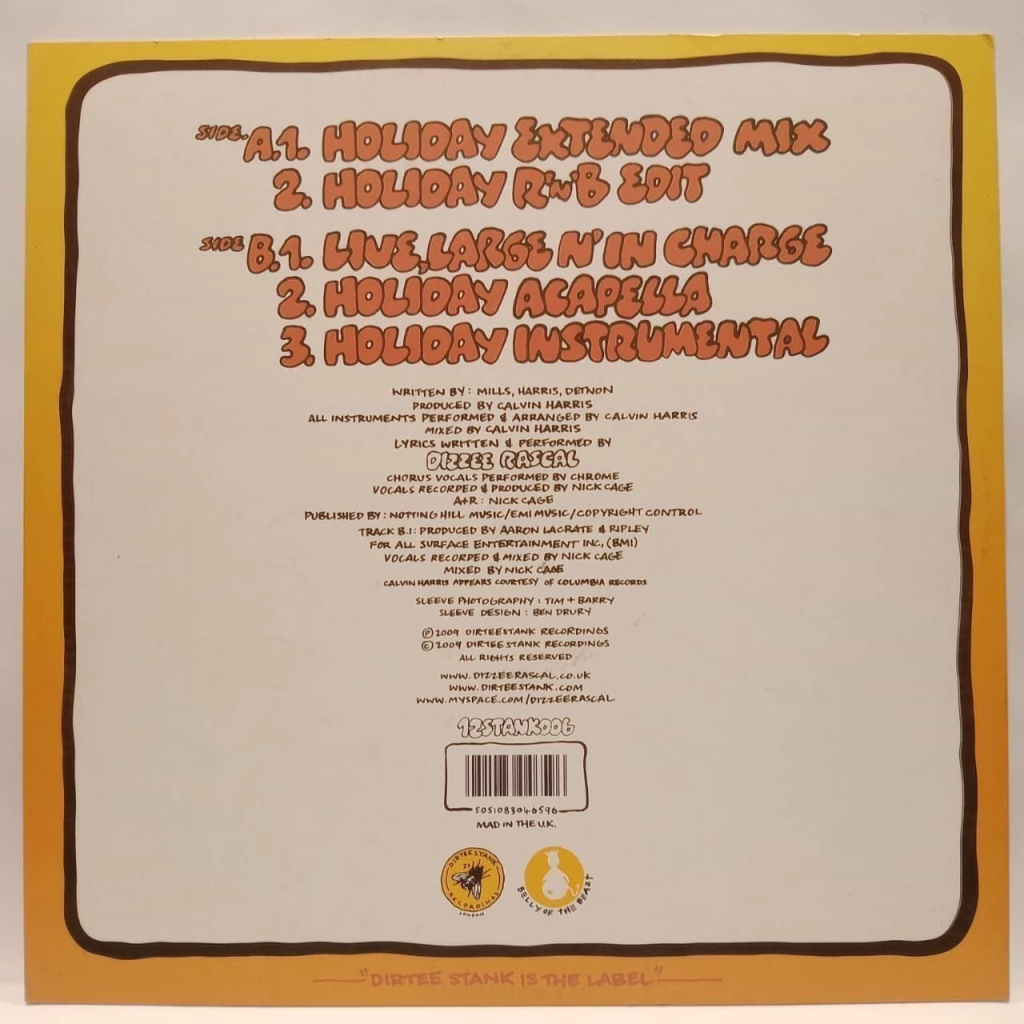 SIDE. A.1. HOLIDAY EXTENDED MIX
2. HOLIDAY R'N'B EDIT
SIDE B.1. LIVE, LARGE N' IN CHARGE
2. HOLIDAY ACAPELLA
3. HOLIDAY INSTRUMENTAL
WRITTEN BY: MILLS, HARRIS, DETNON
PRODUCED BY CALVIN HARRIS
ALL INSTRUMENTS PERFORMED & ARRANGED BY CALVIN HARRIS
MIXED BY CALVIN HARRIS
LYRICS WRITTEN & PERFORMED BY
DIZZEE RASCAL
CHORUS VOCALS PERFORMED BY CHROME
VOCALS RECORDED & PRODUCED BY NICK CAGE
A+R: NICK CAGE
PUBLISHED BY: NOTTING HILL MUSIC/EMI MUSIC/COPYRIGHT CONTROL
TRACK B.1: PRODUCED BY AARON LACRATE & RIPLEY
FOR ALL SURFACE ENTERTAINMENT INC, (BMI)
VOCALS RECORDED & MIXED BY NICK CAGE
MIXED BY NICK CAGE
CALVIN HARRIS APPEARS COURTESY OF COLUMBIA RECORDS
SLEEVE PHOTOGRAPHY: TIM + BARRY
SLEEVE DESIGN: BEN DRURY
℗ 2009 DIRTEE STANK RECORDINGS
© 2009 DIRTEE STANK RECORDINGS
ALL RIGHTS RESERVED
WWW.DIZZEERASCAL.CO.UK
WWW.DIRTEESTANK.COM
WWW.MYSPACE.COM/DIZZEERASCAL
12STANK006
5051083046596
MAD IN THE U.K.
DIRTEE STANK RECORDINGS LONDON
BELLY OF THE BEAZT
"DIRTEE STANK IS THE LABEL"